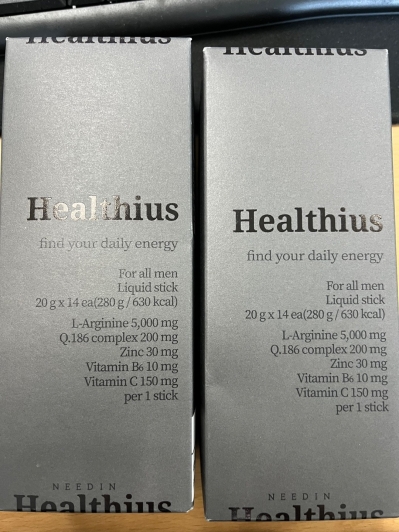 Healthius
Healthius
find your daily energy
For all men
Liquid stick
20 g x 14 ea(280 g / 630 kcal)
L-Arginine 5,000 mg
Q.186 complex 200 mg
Zinc 30 mg
Vitamin B₆ 10 mg
Vitamin C 150 mg
per 1 stick
NEEDIN
Healthius
Healthius
Healthius
find your daily energy
For all men
Liquid stick
20 g x 14 ea(280 g / 630 kcal)
L-Arginine 5,000 mg
Q.186 complex 200 mg
Zinc 30 mg
Vitamin B₆ 10 mg
Vitamin C 150 mg
per 1 stick
NEEDIN
Healthius